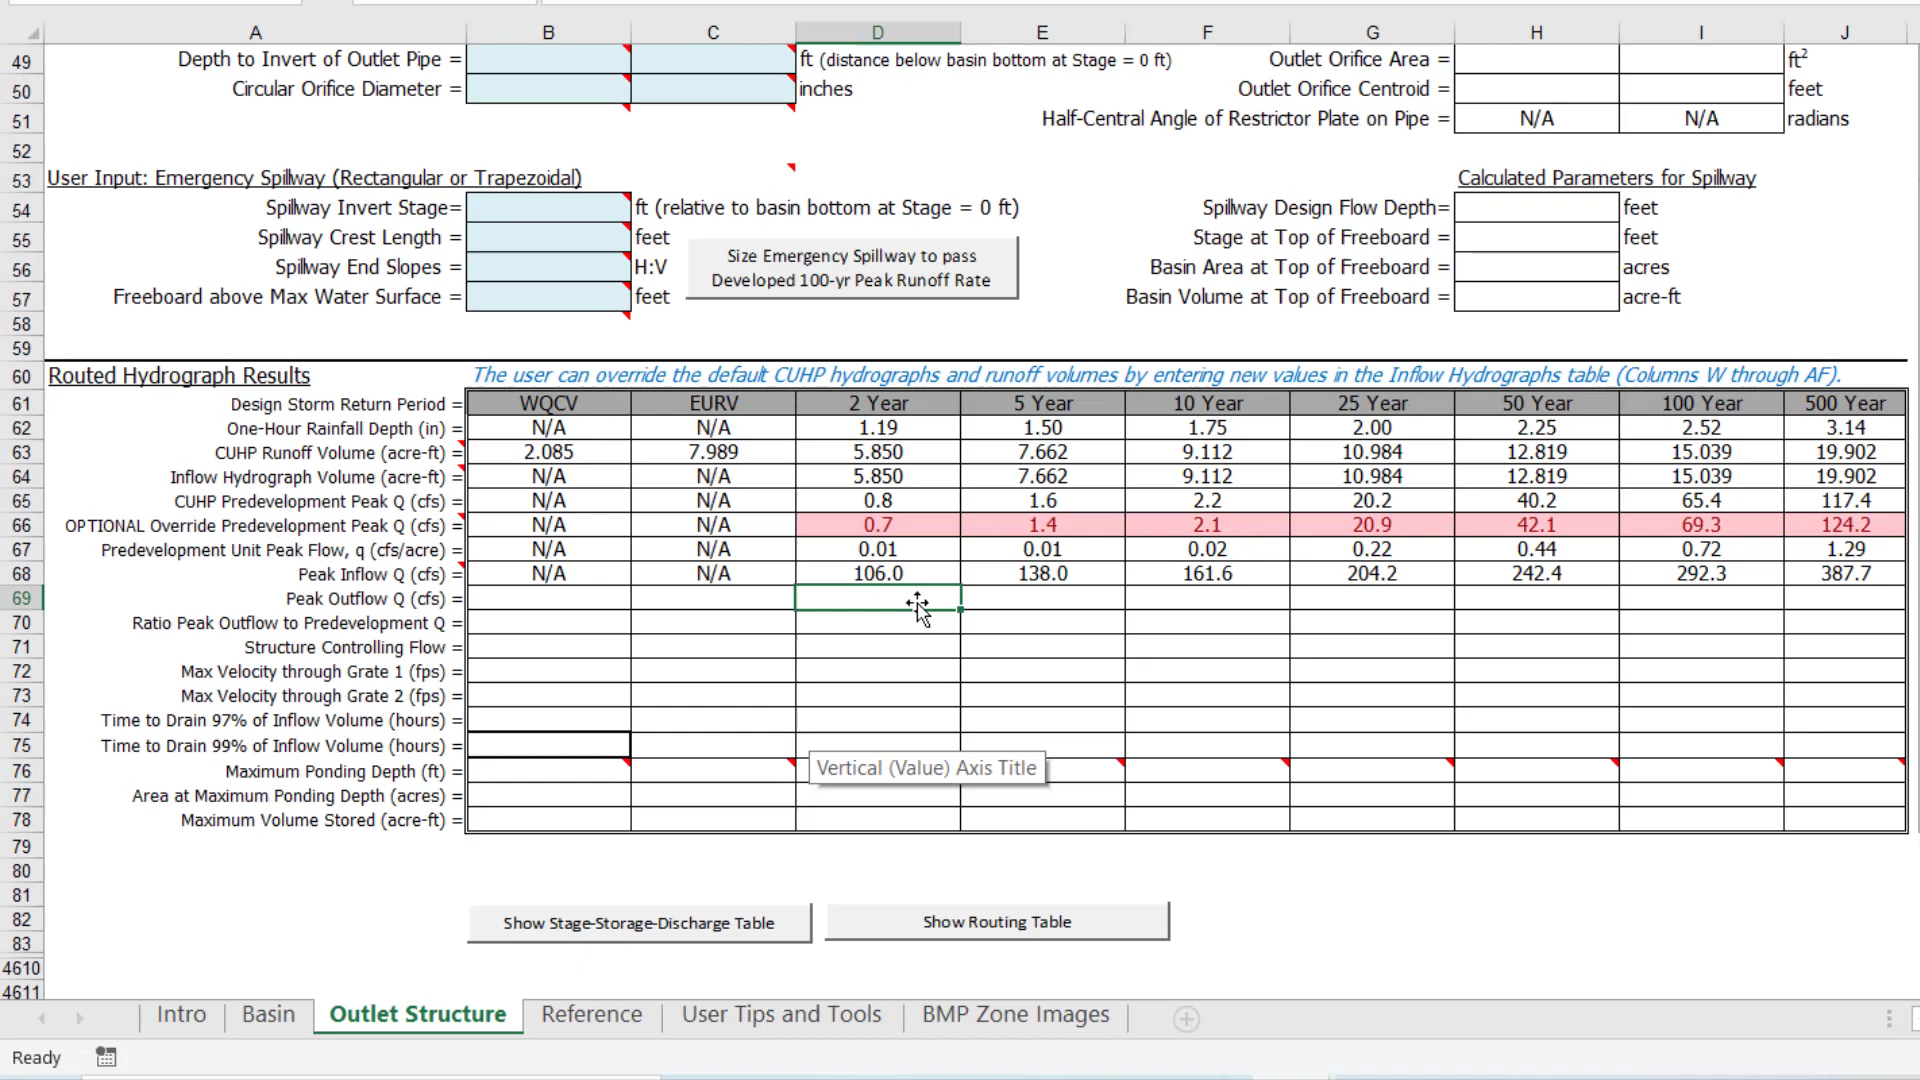 A B C D E F G H I J
49 Depth to Invert of Outlet Pipe = ft (distance below basin bottom at Stage = 0 ft) Outlet Orifice Area = ft²
50 Circular Orifice Diameter = inches Outlet Orifice Centroid = feet
51 Half-Central Angle of Restrictor Plate on Pipe = N/A N/A radians
52
53 User Input: Emergency Spillway (Rectangular or Trapezoidal) Calculated Parameters for Spillway
54 Spillway Invert Stage= ft (relative to basin bottom at Stage = 0 ft) Spillway Design Flow Depth= feet
55 Spillway Crest Length = feet Stage at Top of Freeboard = feet
56 Spillway End Slopes = H:V Basin Area at Top of Freeboard = acres
57 Freeboard above Max Water Surface = feet Basin Volume at Top of Freeboard = acre-ft
Size Emergency Spillway to pass
Developed 100-yr Peak Runoff Rate
58
59
60 Routed Hydrograph Results The user can override the default CUHP hydrographs and runoff volumes by entering new values in the Inflow Hydrographs table (Columns W through AF).
61 Design Storm Return Period = WQCV EURV 2 Year 5 Year 10 Year 25 Year 50 Year 100 Year 500 Year
62 One-Hour Rainfall Depth (in) = N/A N/A 1.19 1.50 1.75 2.00 2.25 2.52 3.14
63 CUHP Runoff Volume (acre-ft) = 2.085 7.989 5.850 7.662 9.112 10.984 12.819 15.039 19.902
64 Inflow Hydrograph Volume (acre-ft) = N/A N/A 5.850 7.662 9.112 10.984 12.819 15.039 19.902
65 CUHP Predevelopment Peak Q (cfs) = N/A N/A 0.8 1.6 2.2 20.2 40.2 65.4 117.4
66 OPTIONAL Override Predevelopment Peak Q (cfs) = N/A N/A 0.7 1.4 2.1 20.9 42.1 69.3 124.2
67 Predevelopment Unit Peak Flow, q (cfs/acre) = N/A N/A 0.01 0.01 0.02 0.22 0.44 0.72 1.29
68 Peak Inflow Q (cfs) = N/A N/A 106.0 138.0 161.6 204.2 242.4 292.3 387.7
69 Peak Outflow Q (cfs) =
70 Ratio Peak Outflow to Predevelopment Q =
71 Structure Controlling Flow =
72 Max Velocity through Grate 1 (fps) =
73 Max Velocity through Grate 2 (fps) =
74 Time to Drain 97% of Inflow Volume (hours) =
75 Time to Drain 99% of Inflow Volume (hours) =
76 Maximum Ponding Depth (ft) = Vertical (Value) Axis Title
77 Area at Maximum Ponding Depth (acres) =
78 Maximum Volume Stored (acre-ft) =
79
80
81
82 Show Stage-Storage-Discharge Table Show Routing Table
83
4610
4611
Intro Basin Outlet Structure Reference User Tips and Tools BMP Zone Images
Ready